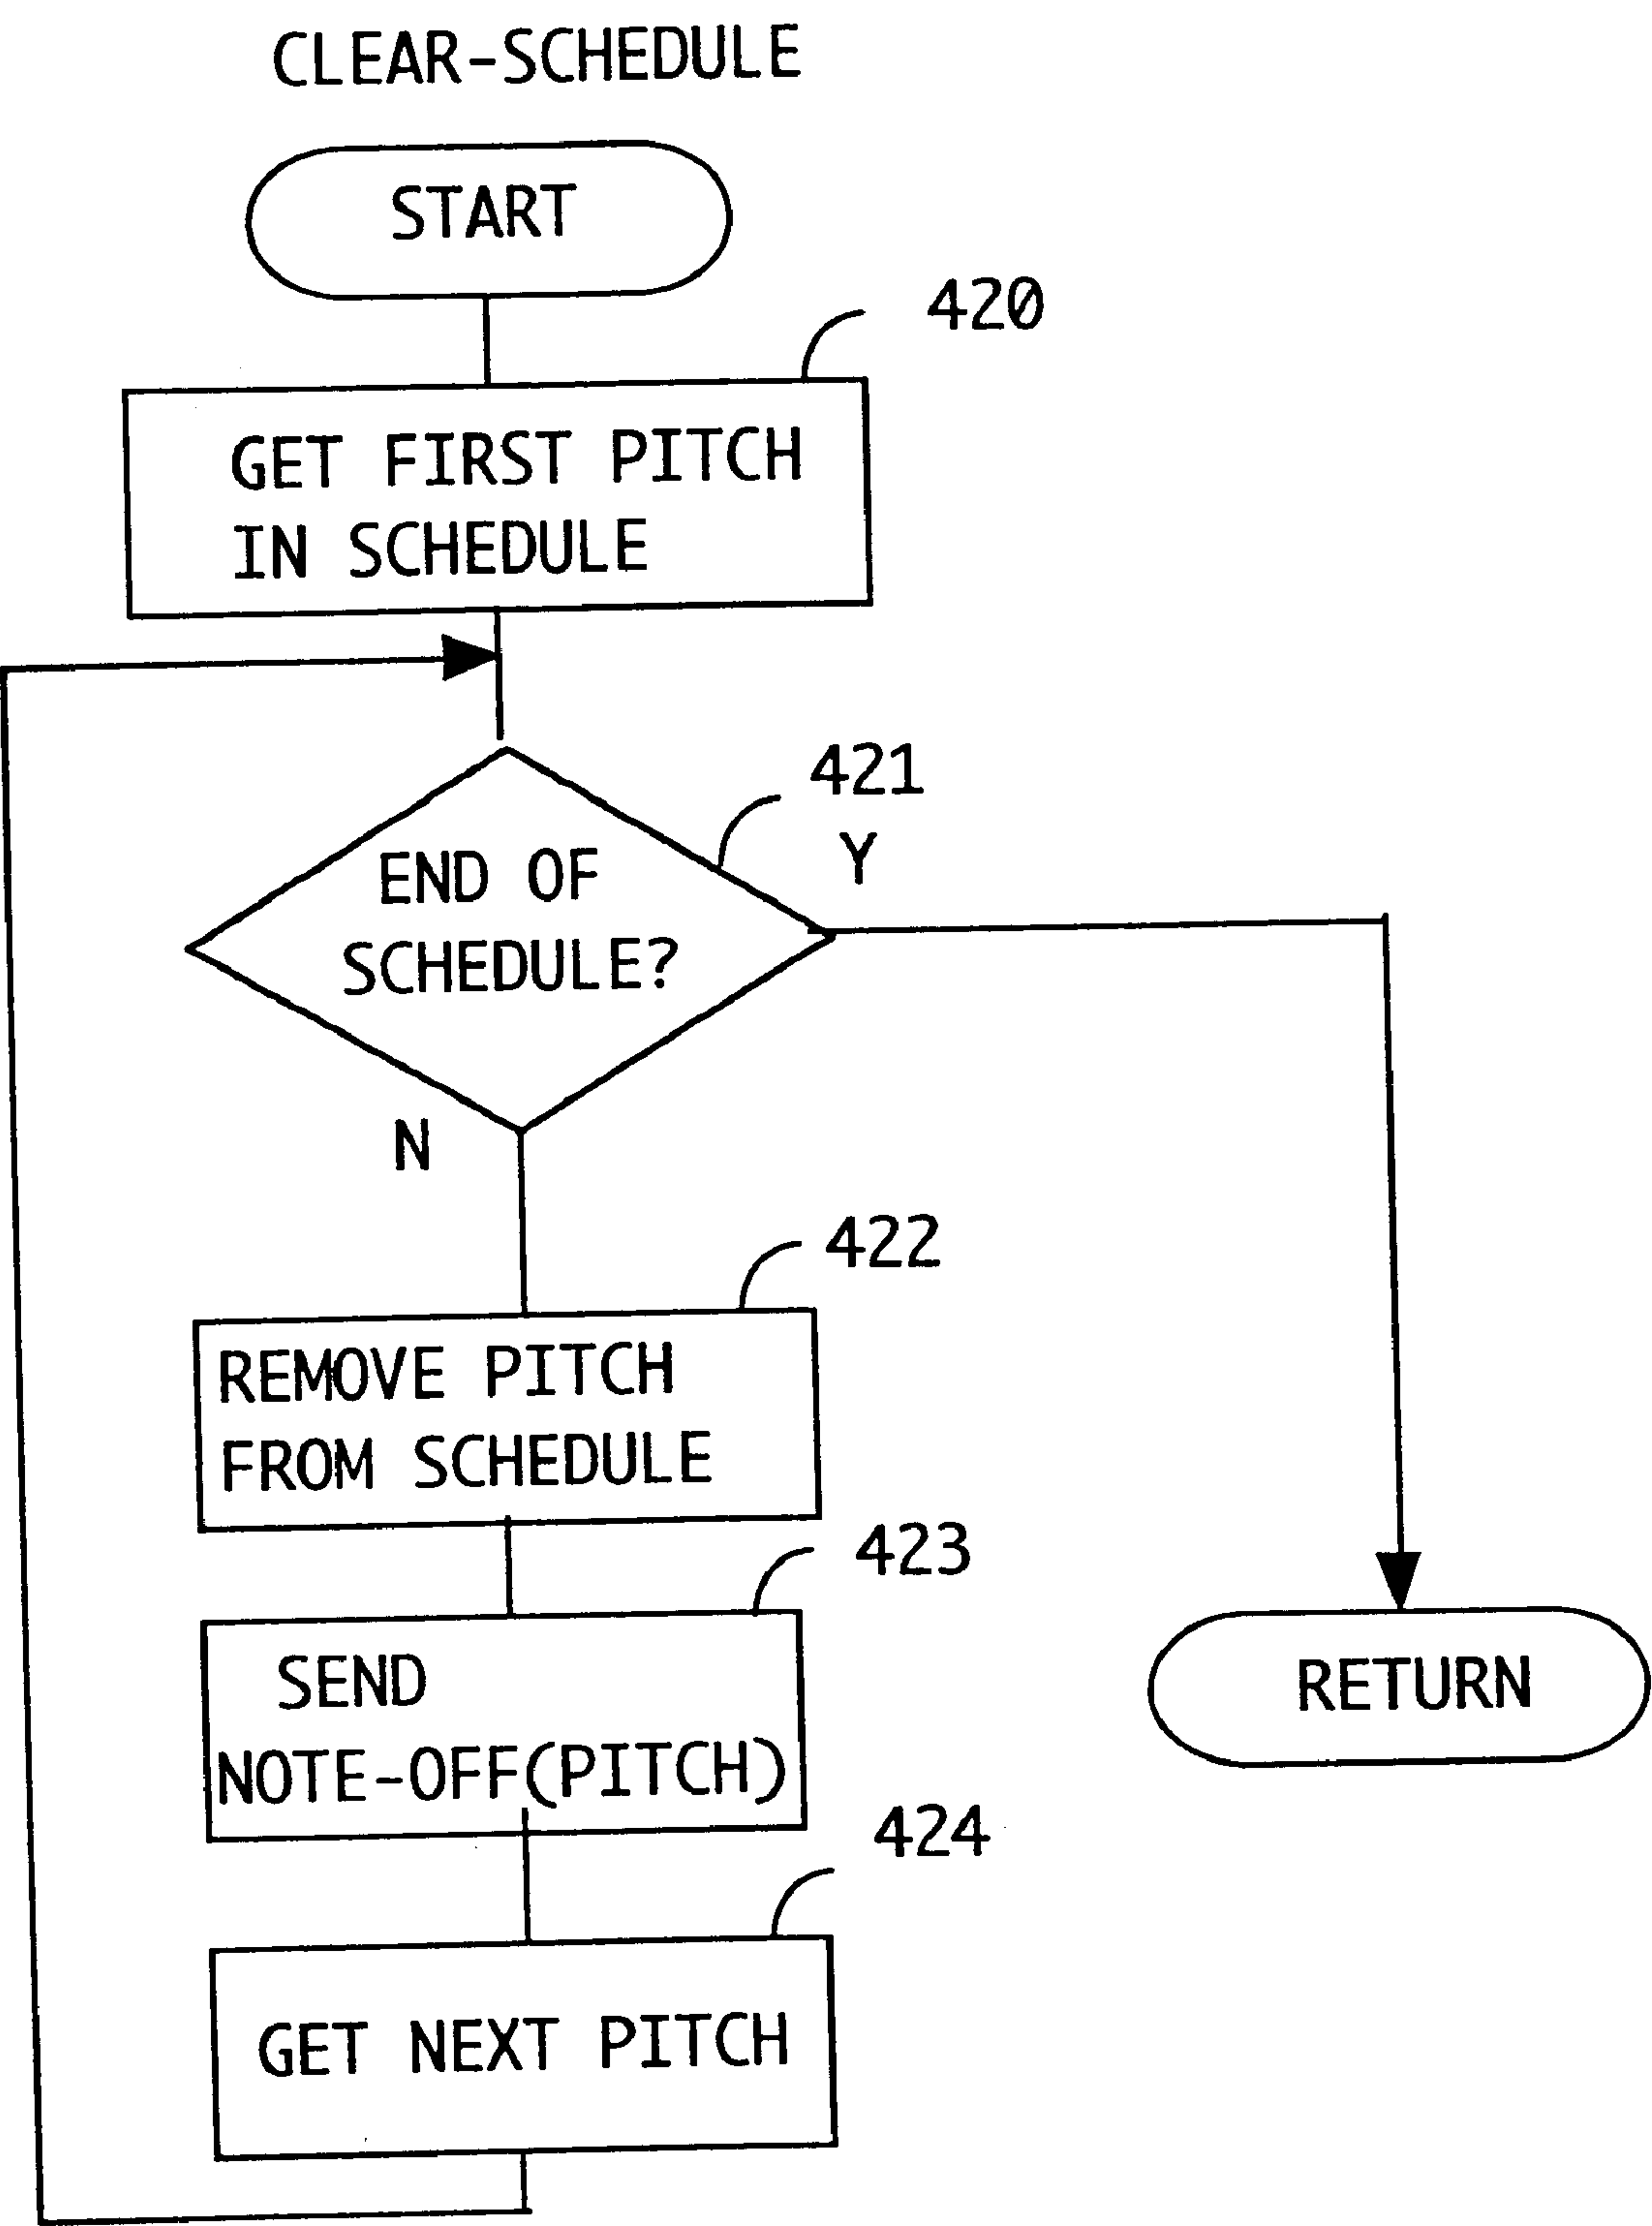 CLEAR-SCHEDULE
START
420
GET FIRST PITCH
IN SCHEDULE
421
Y
END OF
SCHEDULE?
N
422
REMOVE PITCH
FROM SCHEDULE
423
SEND
NOTE-OFF(PITCH)
RETURN
424
GET NEXT PITCH